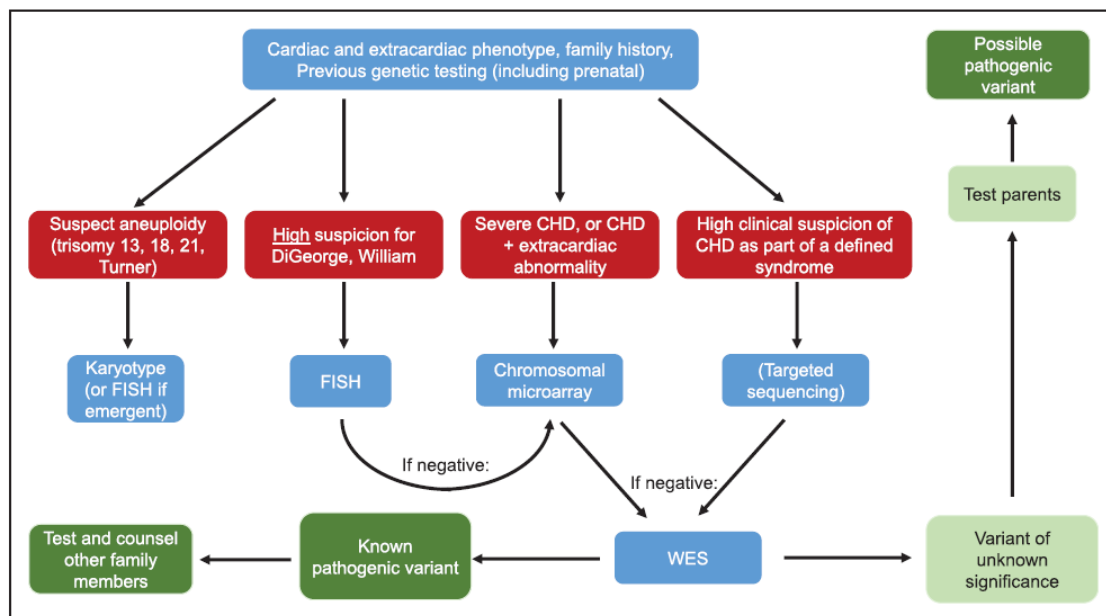 Cardiac and extracardiac phenotype, family history,
Previous genetic testing (including prenatal)
Possible
pathogenic
variant
Test parents
Suspect aneuploidy
(trisomy 13, 18, 21,
Turner)
High suspicion for
DiGeorge, William
Severe CHD, or CHD
+ extracardiac
abnormality
High clinical suspicion of
CHD as part of a defined
syndrome
Karyotype
(or FISH if
emergent)
FISH
Chromosomal
microarray
(Targeted
sequencing)
If negative:
If negative:
Test and counsel
other family
members
Known
pathogenic variant
WES
Variant of
unknown
significance